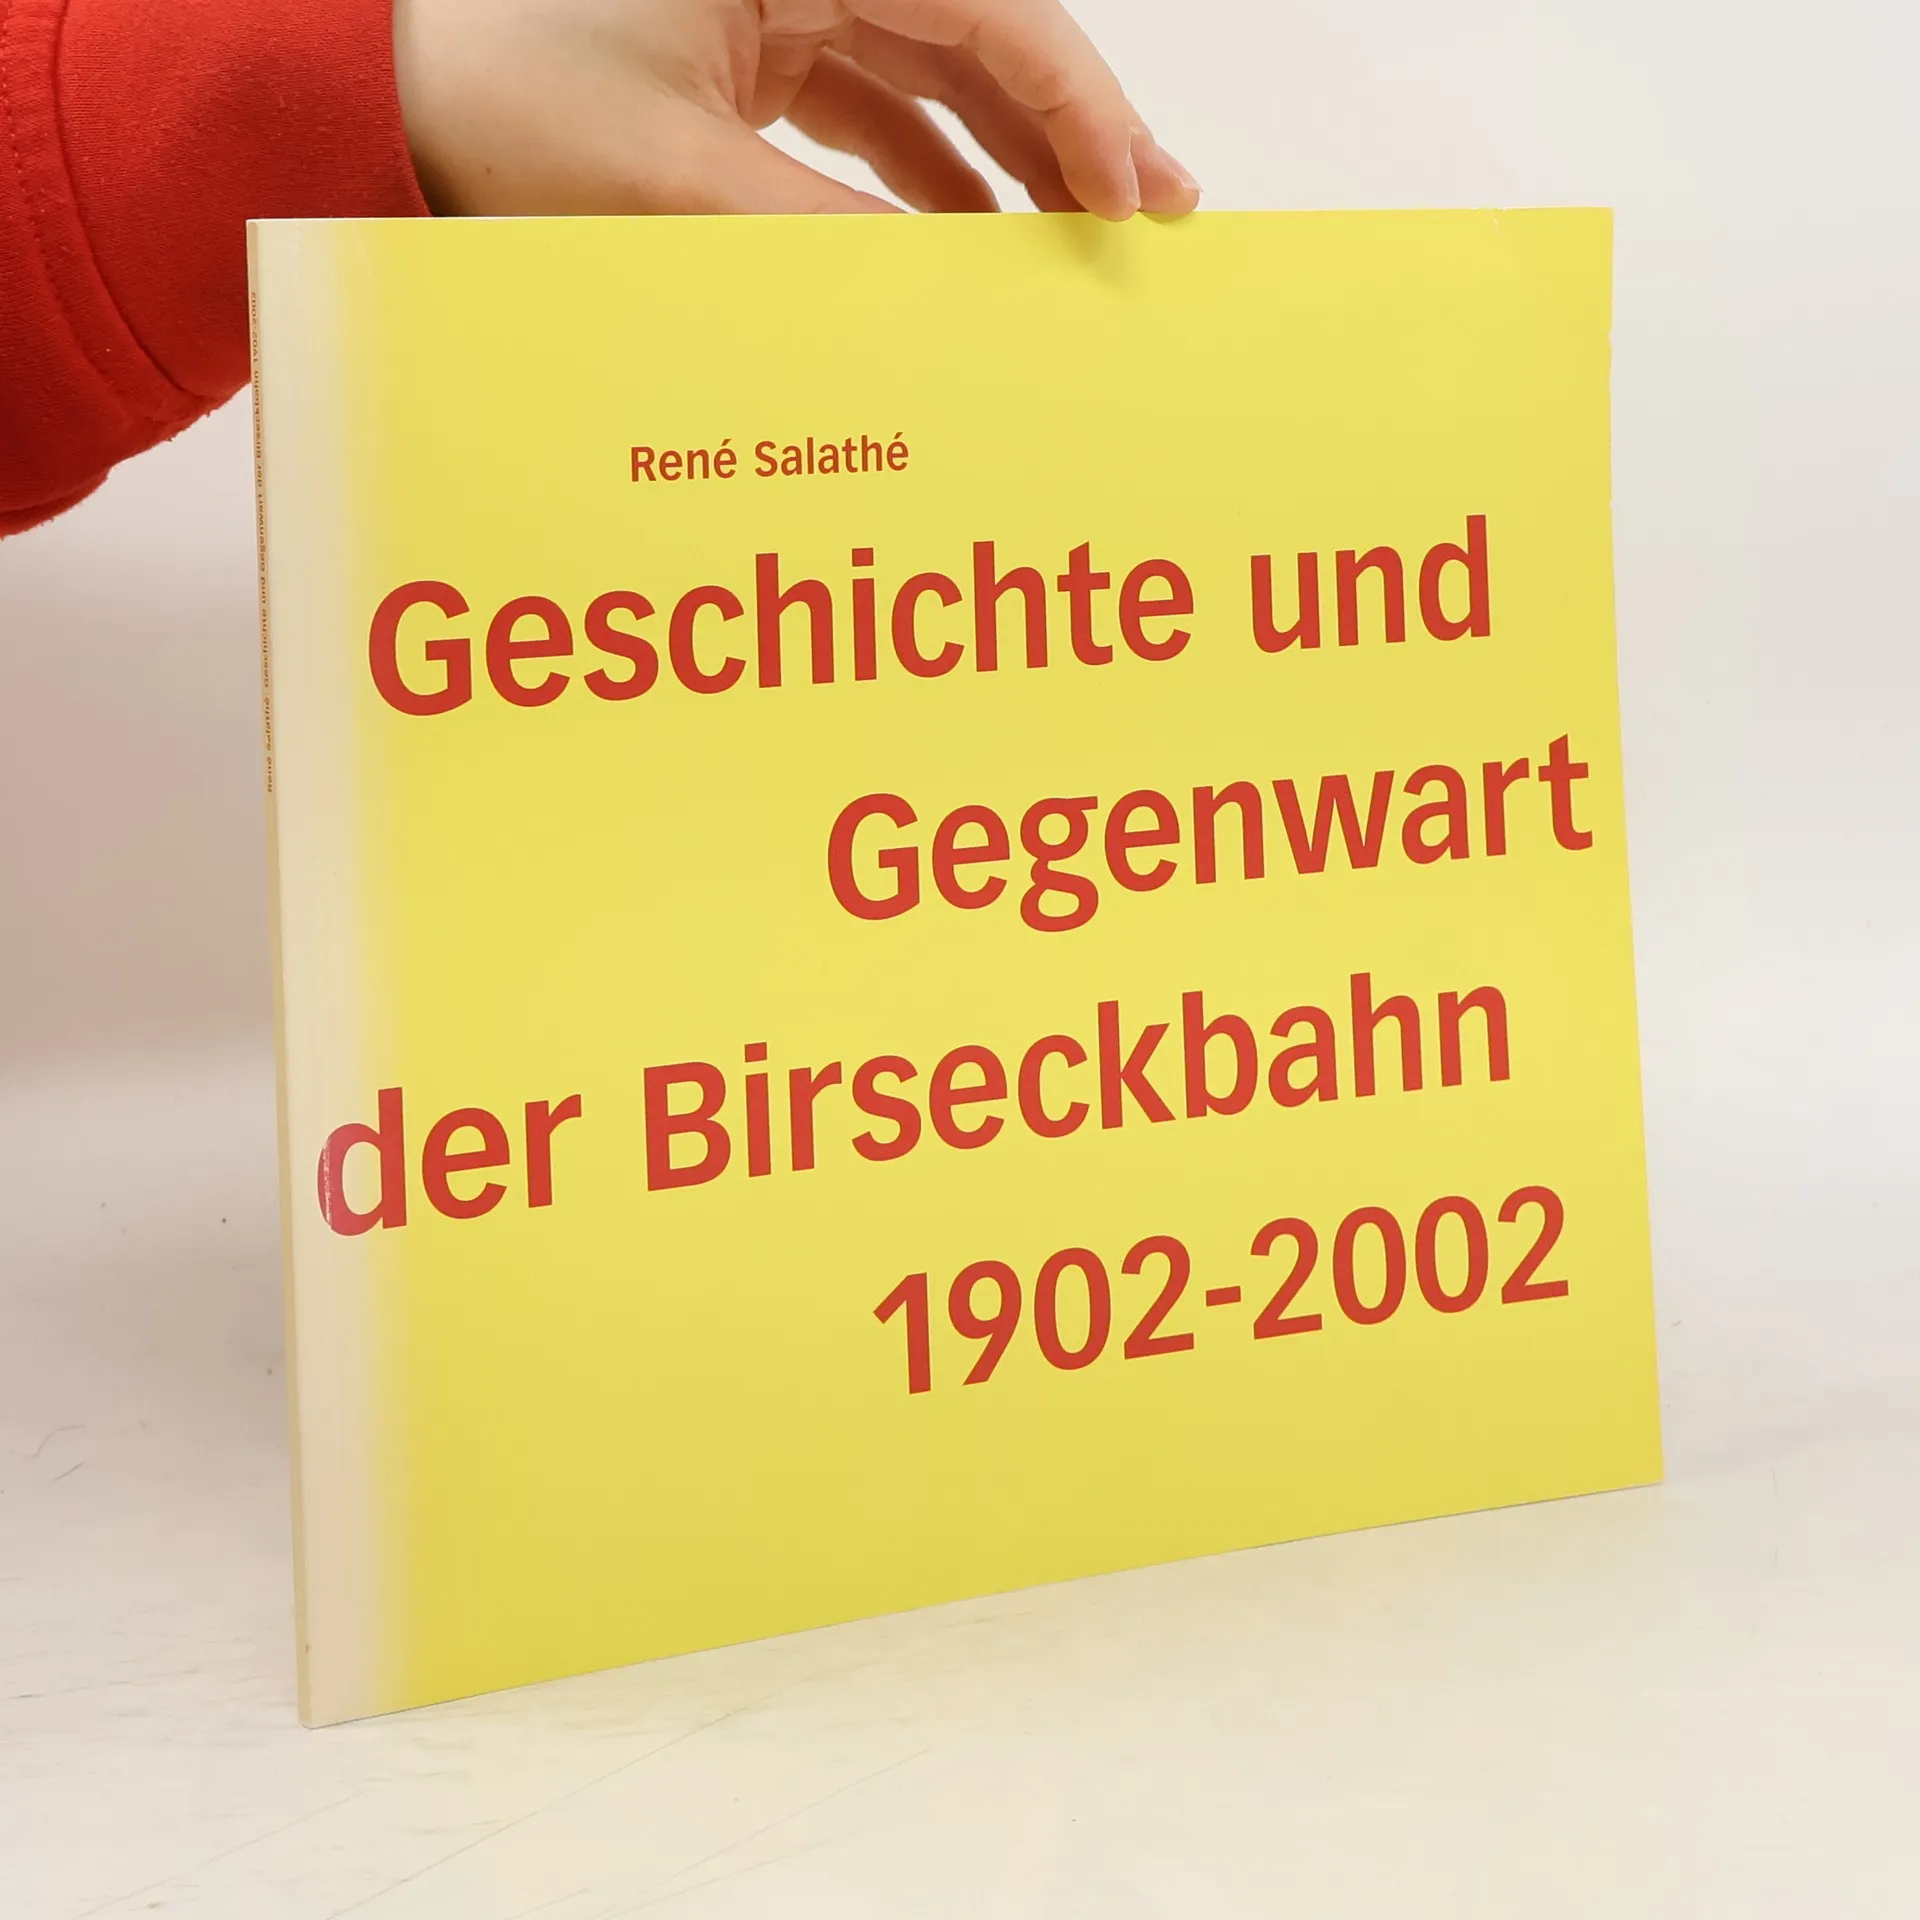 René Salathé
Geschichte und
Gegenwart
der Birseckbahn
1902-2002
René Salathé Geschichte und Gegenwart der Birseckbahn 1902-2002